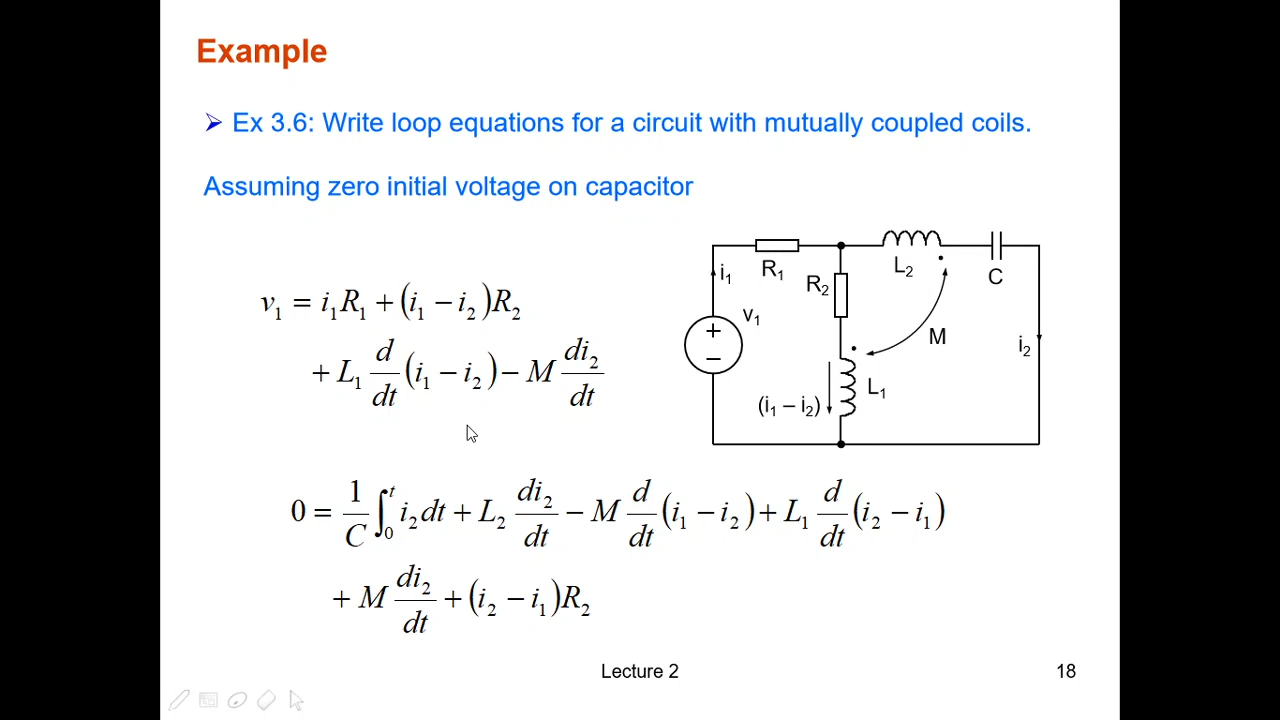 Example
➢ Ex 3.6: Write loop equations for a circuit with mutually coupled coils.
Assuming zero initial voltage on capacitor
v₁ = i₁R₁ + (i₁ − i₂)R₂
+ L₁ d/dt (i₁ − i₂) − M di₂/dt
i₁
R₁
R₂
L₂
C
v₁
+
−
M
i₂
L₁
(i₁ – i₂)
0 = 1/C ∫₀ᵗ i₂dt + L₂ di₂/dt − M d/dt (i₁ − i₂) + L₁ d/dt (i₂ − i₁)
+ M di₂/dt + (i₂ − i₁)R₂
Lecture 2
18